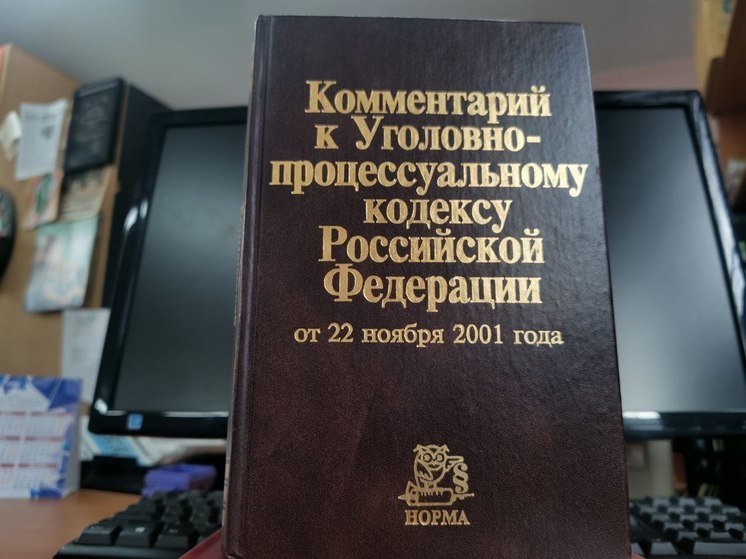 Комментарий
к Уголовно-
процессуальному
кодексу
Российской
Федерации
от 22 ноября 2001 года
§
НОРМА